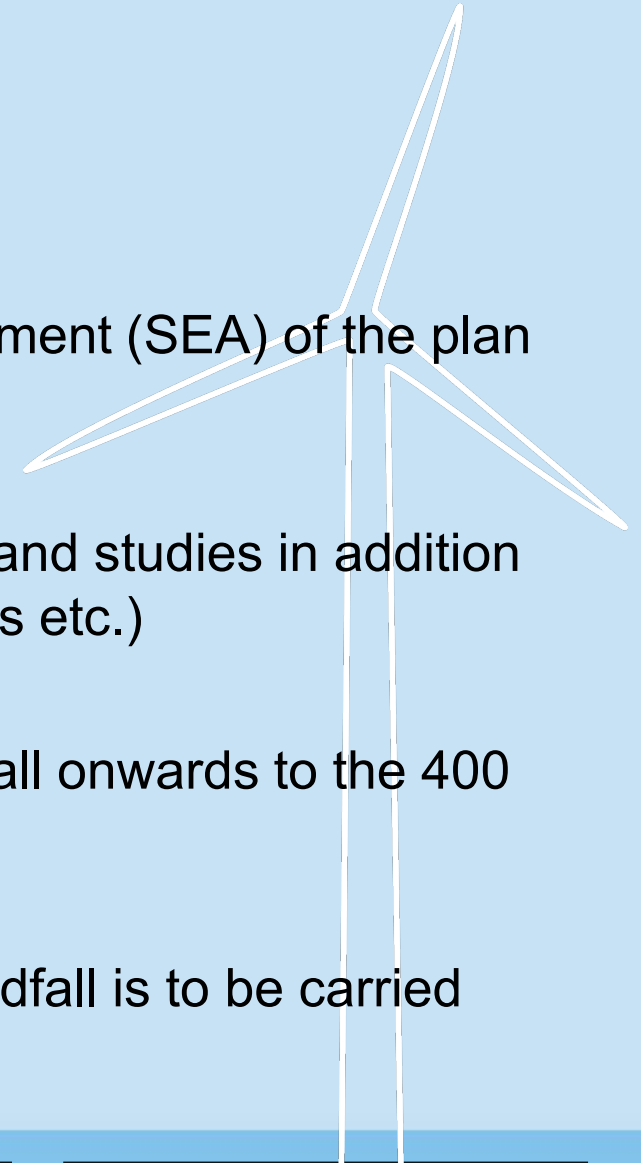 ment (SEA) of the plan
and studies in addition
s etc.)
all onwards to the 400
dfall is to be carried